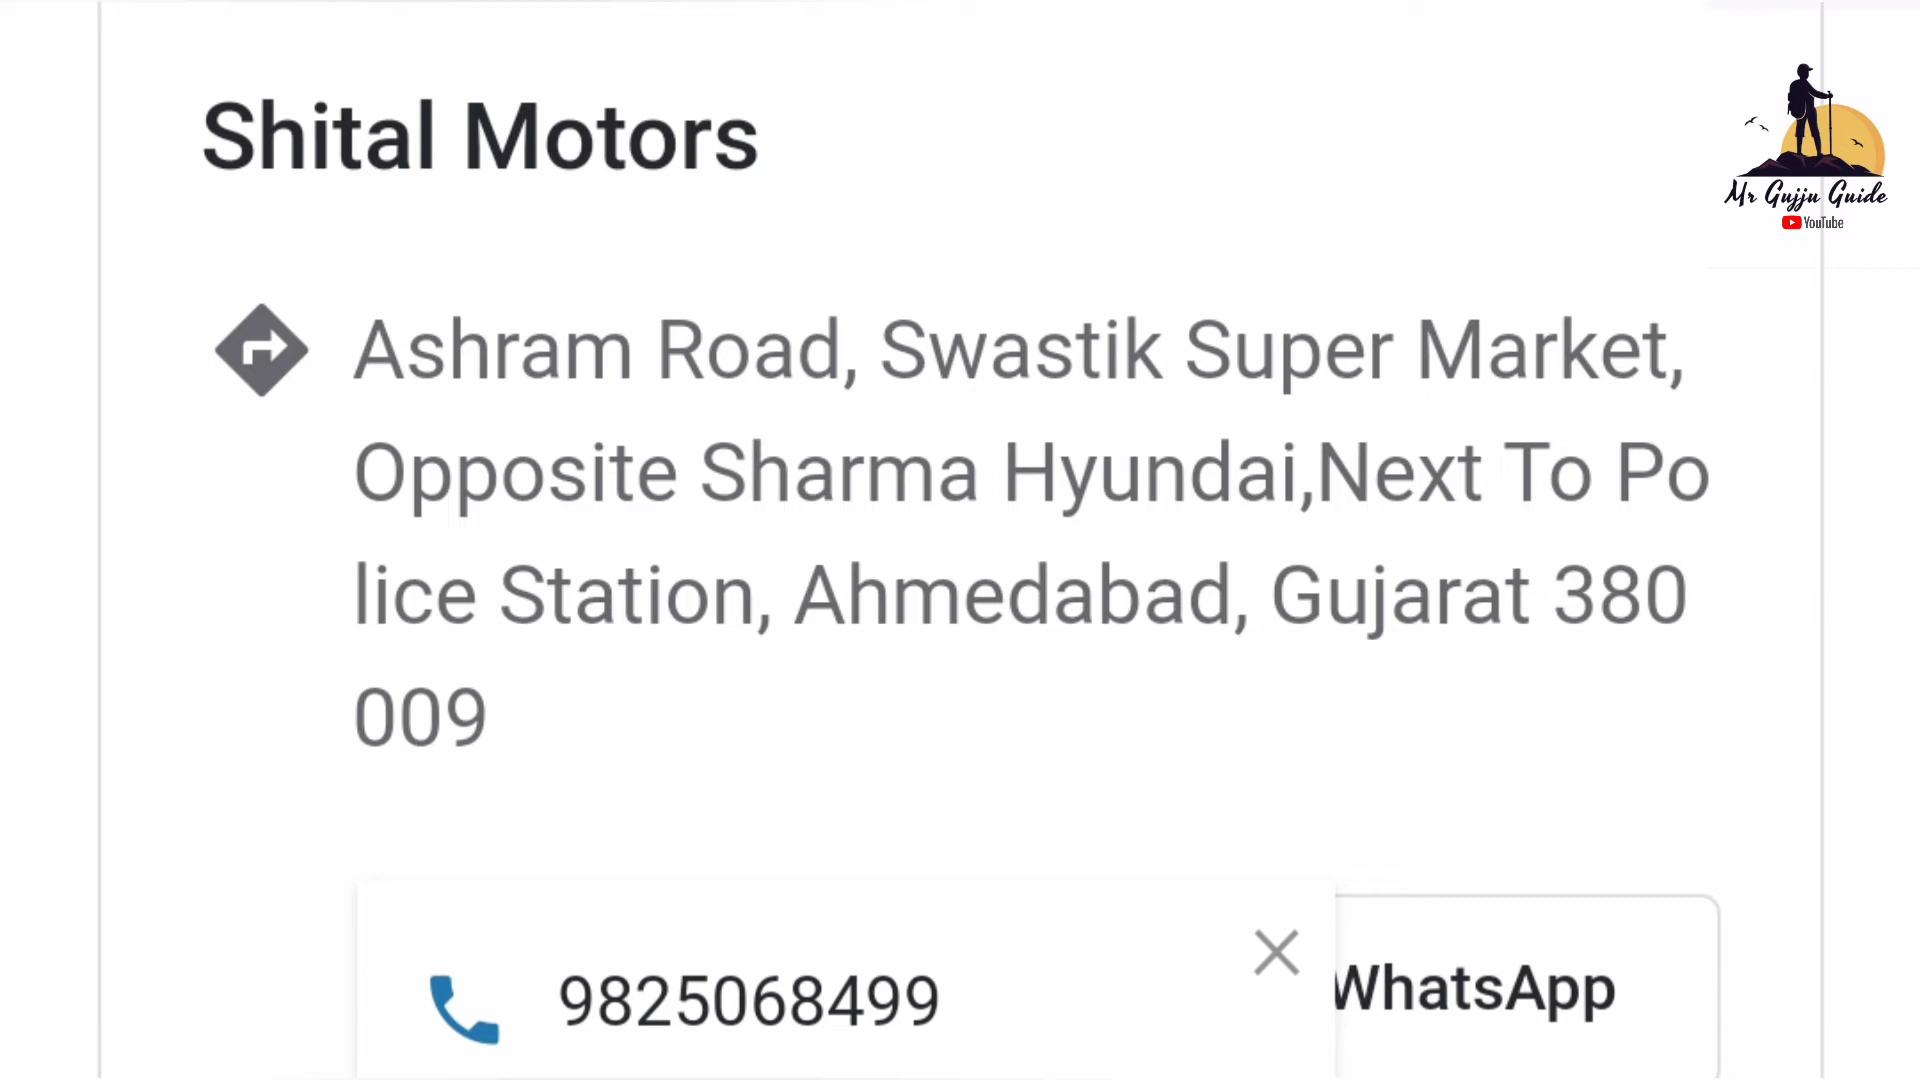 Shital Motors
Mr Gujju Guide
YouTube
Ashram Road, Swastik Super Market,
Opposite Sharma Hyundai,Next To Po
lice Station, Ahmedabad, Gujarat 380
009
9825068499
WhatsApp